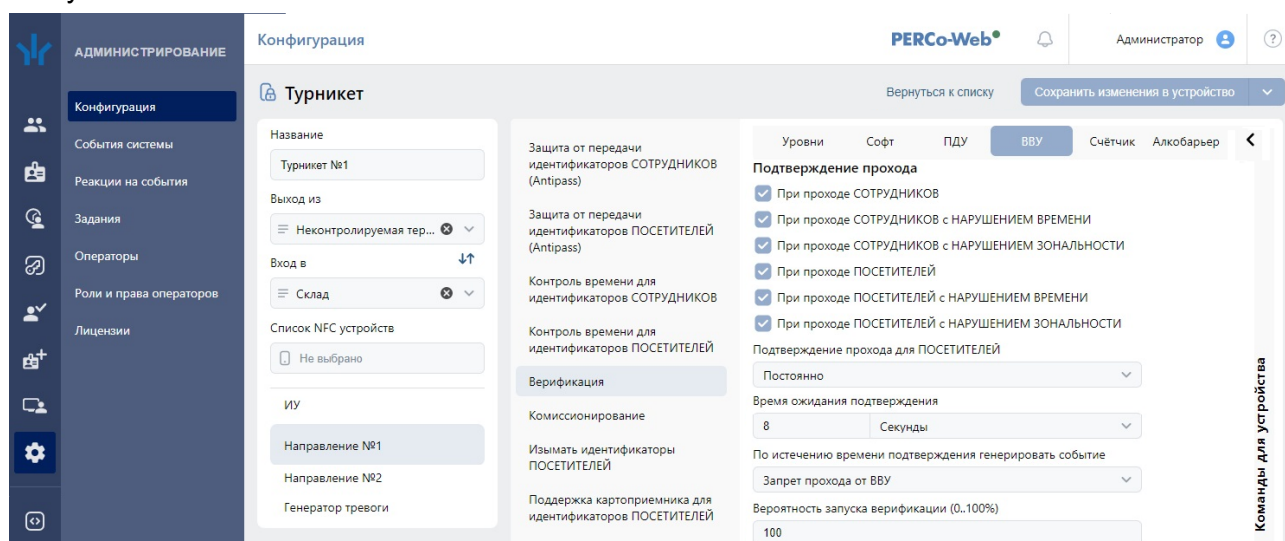 АДМИНИСТРИРОВАНИЕ
Конфигурация
События системы
Реакции на события
Задания
Операторы
Роли и права операторов
Лицензии
Конфигурация
PERCo-Web
Администратор
?
Турникет
Вернуться к списку
Сохранить изменения в устройство
Название
Турникет №1
Выход из
Неконтролируемая тер...
Вход в
Склад
Список NFC устройств
Не выбрано
ИУ
Направление №1
Направление №2
Генератор тревоги
Защита от передачи
идентификаторов СОТРУДНИКОВ
(Antipass)
Защита от передачи
идентификаторов ПОСЕТИТЕЛЕЙ
(Antipass)
Контроль времени для
идентификаторов СОТРУДНИКОВ
Контроль времени для
идентификаторов ПОСЕТИТЕЛЕЙ
Верификация
Комиссионирование
Изымать идентификаторы
ПОСЕТИТЕЛЕЙ
Поддержка картоприемника для
идентификаторов ПОСЕТИТЕЛЕЙ
Уровни Софт ПДУ ВВУ Счётчик Алкобарьер
Подтверждение прохода
При проходе СОТРУДНИКОВ
При проходе СОТРУДНИКОВ с НАРУШЕНИЕМ ВРЕМЕНИ
При проходе СОТРУДНИКОВ с НАРУШЕНИЕМ ЗОНАЛЬНОСТИ
При проходе ПОСЕТИТЕЛЕЙ
При проходе ПОСЕТИТЕЛЕЙ с НАРУШЕНИЕМ ВРЕМЕНИ
При проходе ПОСЕТИТЕЛЕЙ с НАРУШЕНИЕМ ЗОНАЛЬНОСТИ
Подтверждение прохода для ПОСЕТИТЕЛЕЙ
Постоянно
Время ожидания подтверждения
8 Секунды
По истечению времени подтверждения генерировать событие
Запрет прохода от ВВУ
Вероятность запуска верификации (0..100%)
100
Команды для устройства